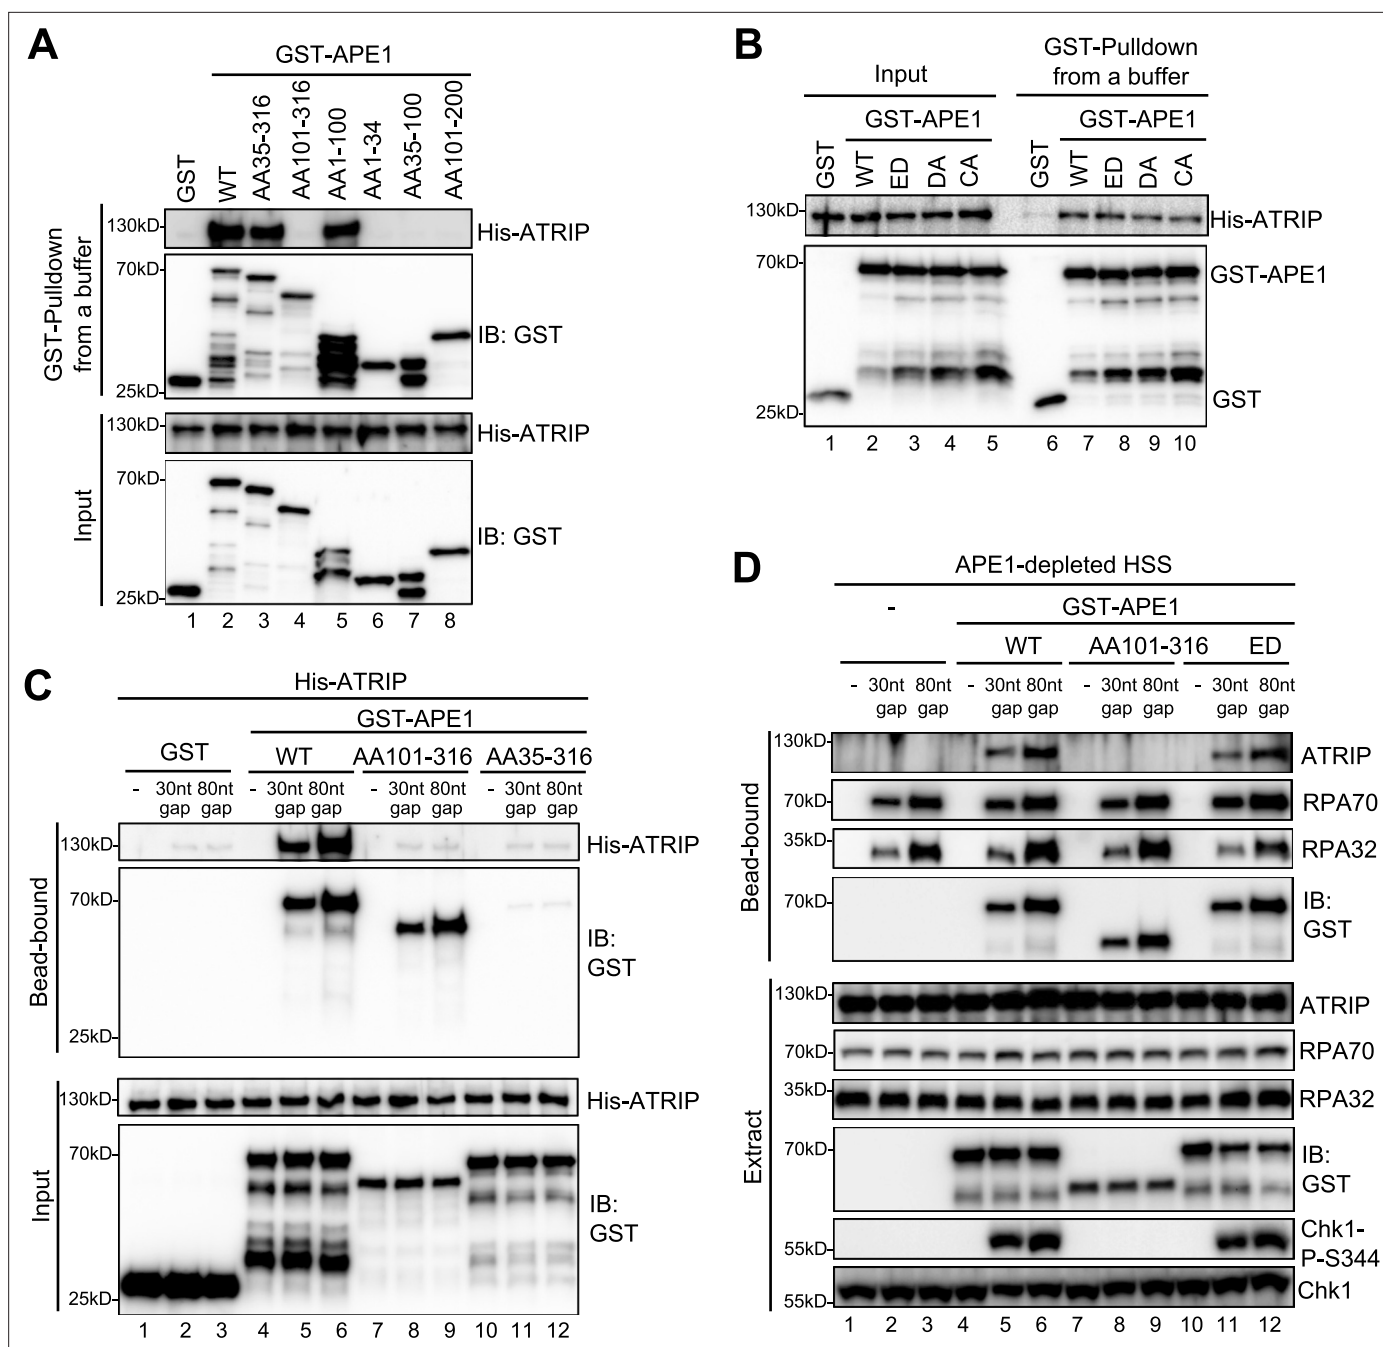 A
GST-APE1
GST
WT
AA35-316
AA101-316
AA1-100
AA1-34
AA35-100
AA101-200
GST-Pulldown
from a buffer
130kD
His-ATRIP
70kD
IB: GST
25kD
Input
130kD
His-ATRIP
70kD
IB: GST
25kD
1 2 3 4 5 6 7 8
B
Input
GST-Pulldown
from a buffer
GST-APE1 GST-APE1
GST WT ED DA CA GST WT ED DA CA
130kD
His-ATRIP
70kD
GST-APE1
GST
25kD
1 2 3 4 5 6 7 8 9 10
C
His-ATRIP
GST-APE1
GST WT AA101-316 AA35-316
- 30nt 80nt - 30nt 80nt - 30nt 80nt - 30nt 80nt
gap gap gap gap gap gap gap gap
Bead-bound
130kD
His-ATRIP
70kD
IB:
GST
25kD
Input
130kD
His-ATRIP
70kD
IB:
GST
25kD
1 2 3 4 5 6 7 8 9 10 11 12
D
APE1-depleted HSS
GST-APE1
- WT AA101-316 ED
- 30nt 80nt - 30nt 80nt - 30nt 80nt - 30nt 80nt
gap gap gap gap gap gap gap gap
Bead-bound
130kD
ATRIP
70kD
RPA70
35kD
RPA32
70kD
IB:
GST
Extract
130kD
ATRIP
70kD
RPA70
35kD
RPA32
70kD
IB:
GST
55kD
Chk1-
P-S344
55kD
Chk1
1 2 3 4 5 6 7 8 9 10 11 12